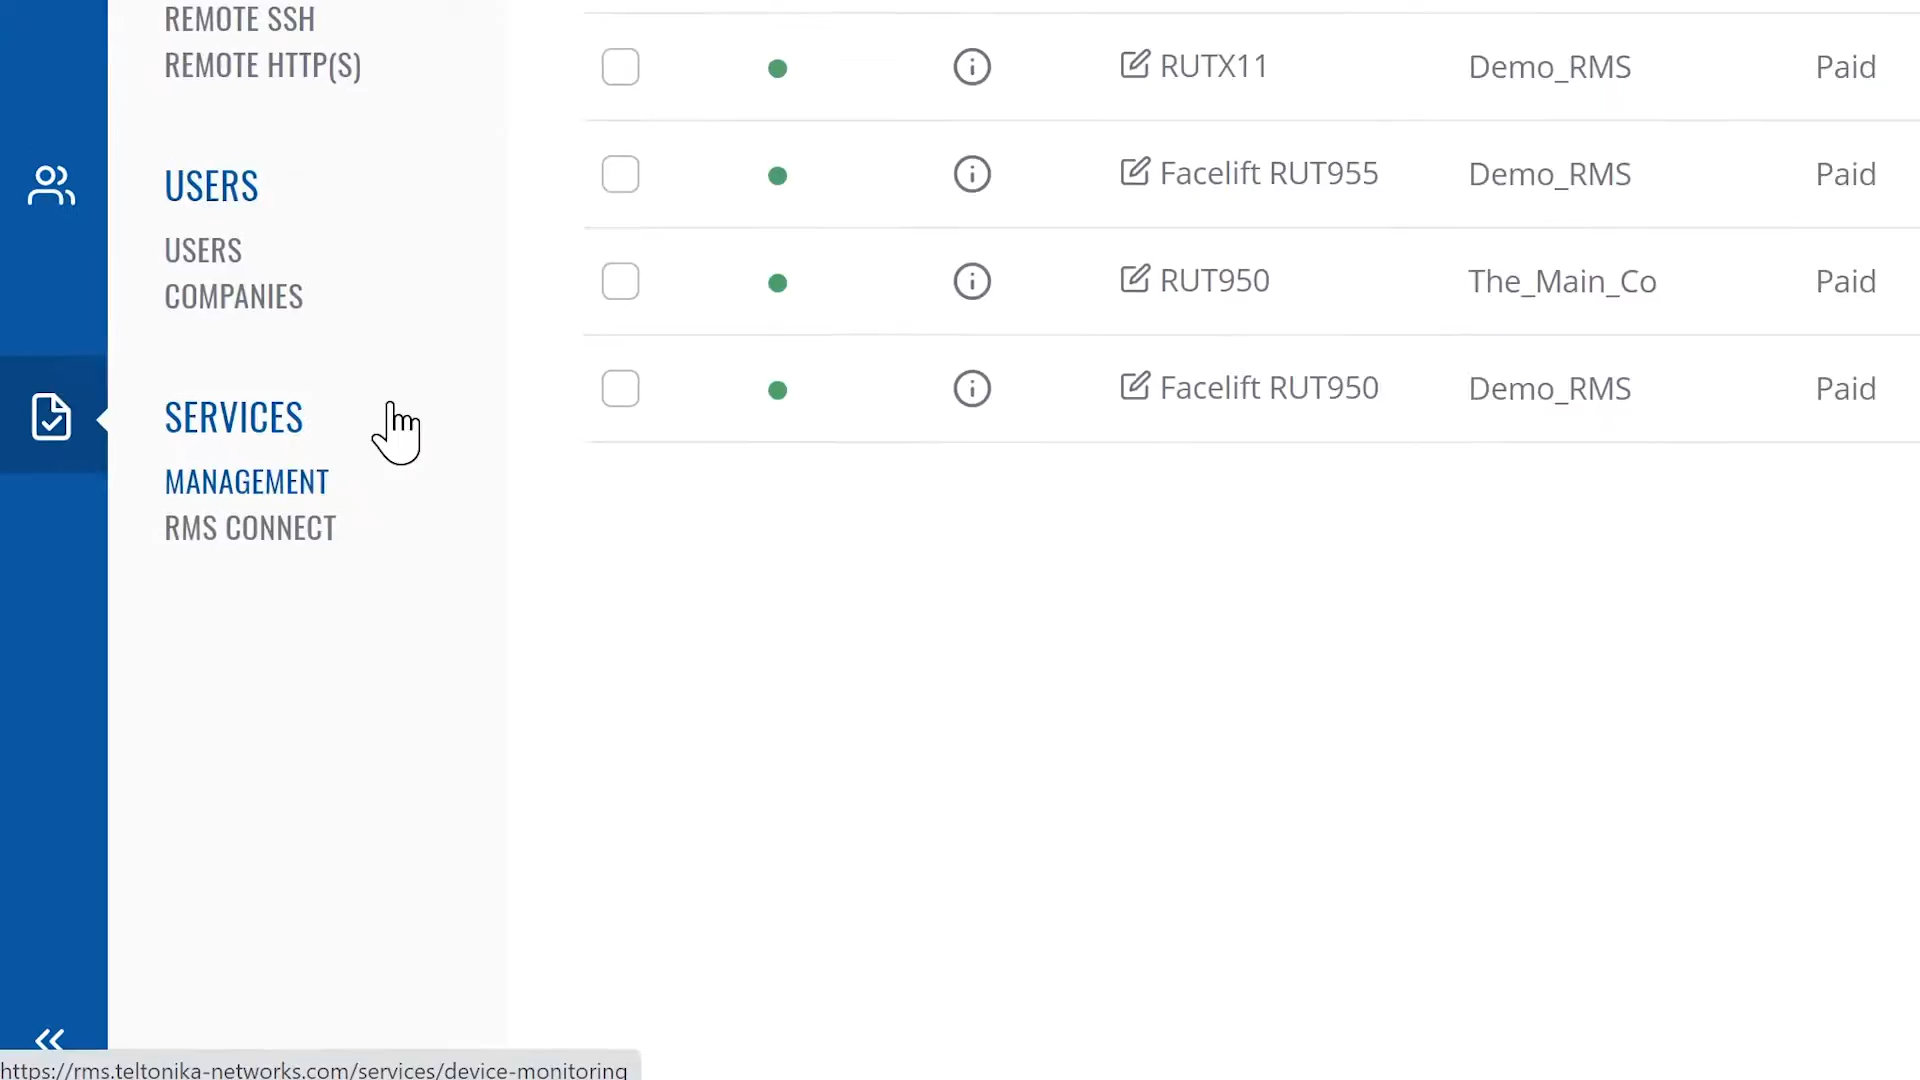 REMOTE SSH
REMOTE HTTP(S)
USERS
USERS
COMPANIES
SERVICES
MANAGEMENT
RMS CONNECT
RUTX11 Demo_RMS Paid
Facelift RUT955 Demo_RMS Paid
RUT950 The_Main_Co Paid
Facelift RUT950 Demo_RMS Paid
https://rms.teltonika-networks.com/services/device-monitoring